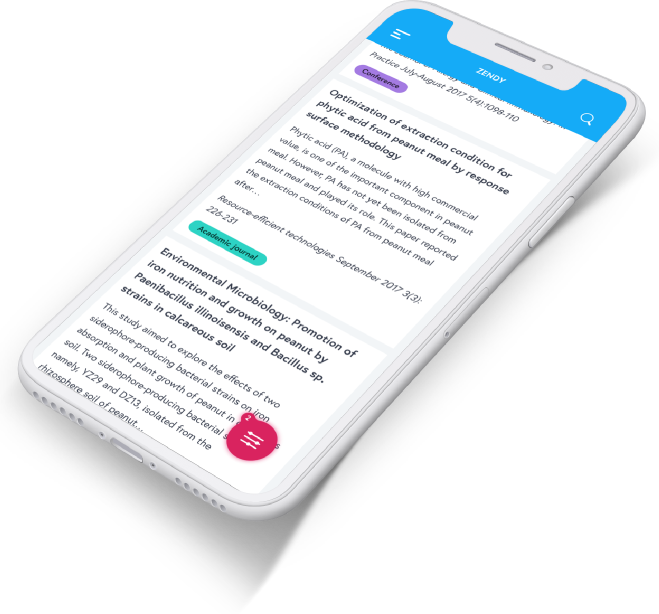 ZENDY
Practice July-August 2017 5(4):1098-110
Conference
Optimization of extraction condition for
phytic acid from peanut meal by response
surface methodology
Phytic acid (PA), a molecule with high commercial
value, is one of the important component in peanut
meal. However, PA has not yet been isolated from
peanut meal and played its role. This paper reported
the extraction conditions of PA from peanut meal
after...
Resource-efficient technologies September 2017 3(3):
226-231
Academic journal
Environmental Microbiology: Promotion of
iron nutrition and growth on peanut by
Paenibacillus illinoisensis and Bacillus sp.
strains in calcareous soil
This study aimed to explore the effects of two
siderophore-producing bacterial strains on iron
absorption and plant growth of peanut in
soil. Two siderophore-producing bacterial
namely, YZ29 and DZ13, isolated from the
rhizosphere soil of peanut...
2